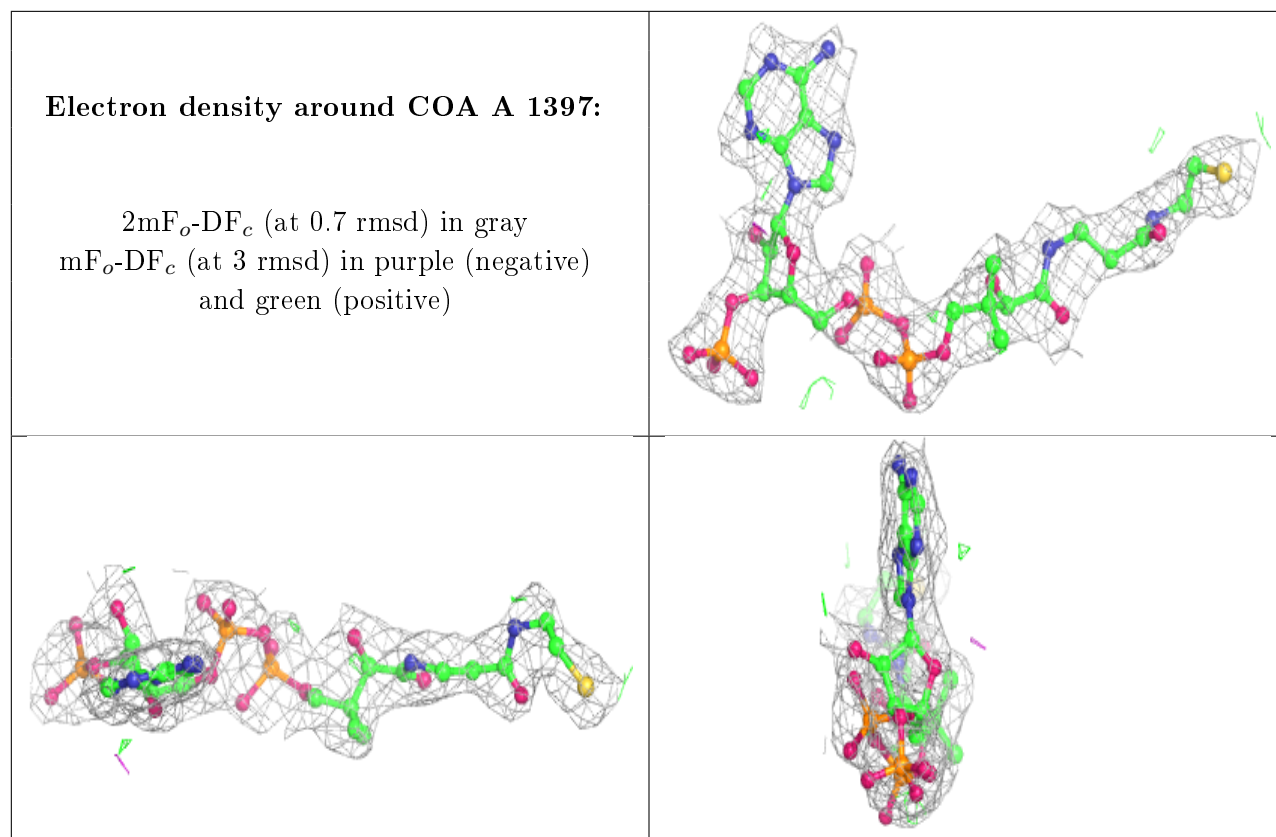 Electron density around COA A 1397:
2mFo-DFc (at 0.7 rmsd) in gray
mFo-DFc (at 3 rmsd) in purple (negative)
and green (positive)